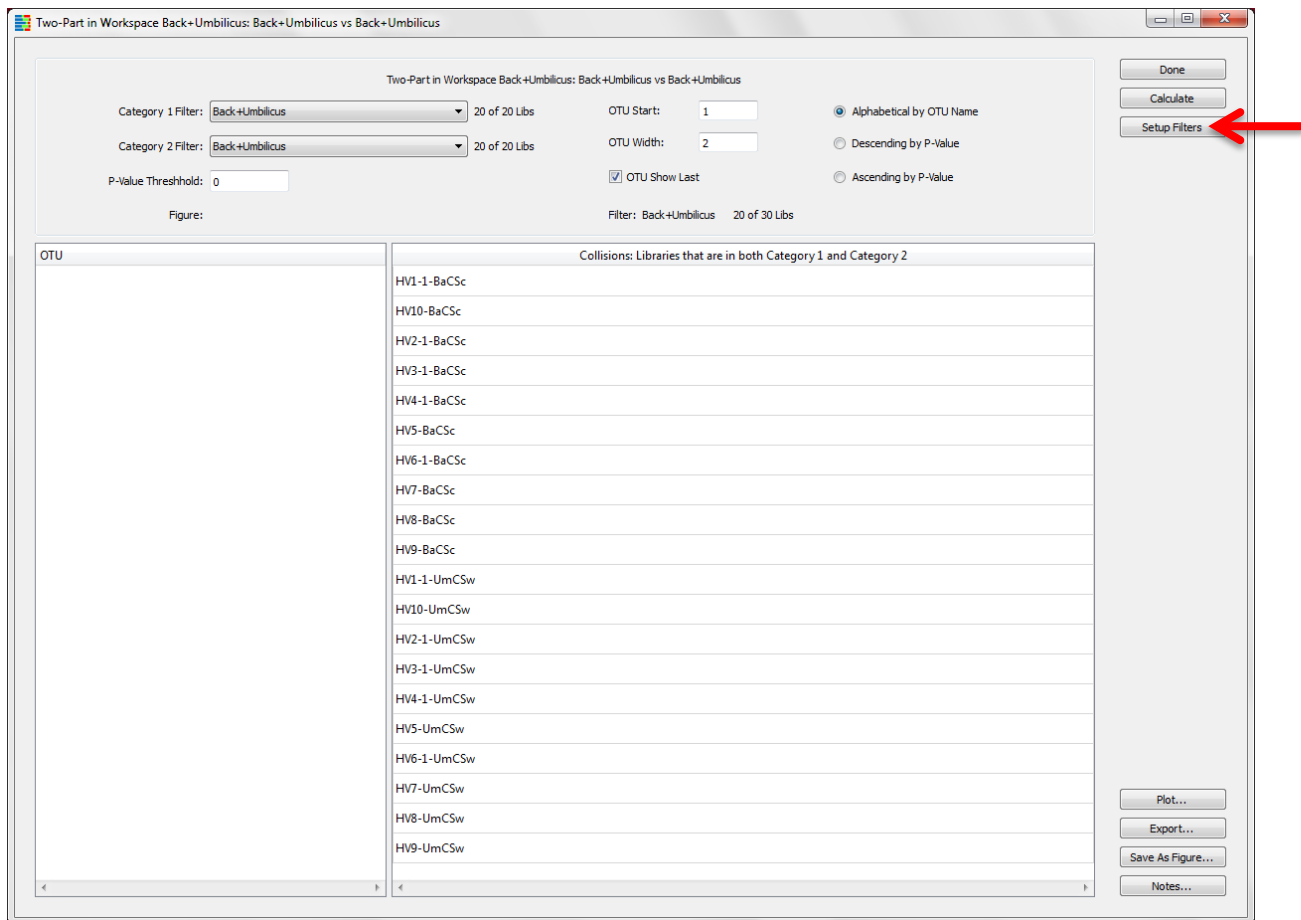 Two-Part in Workspace Back+Umbilicus: Back+Umbilicus vs Back+Umbilicus
Two-Part in Workspace Back+Umbilicus: Back+Umbilicus vs Back+Umbilicus
Category 1 Filter: Back+Umbilicus 20 of 20 Libs OTU Start: 1 Alphabetical by OTU Name
Category 2 Filter: Back+Umbilicus 20 of 20 Libs OTU Width: 2 Descending by P-Value
P-Value Threshhold: 0 OTU Show Last Ascending by P-Value
Figure: Filter: Back+Umbilicus 20 of 30 Libs
Done
Calculate
Setup Filters
OTU Collisions: Libraries that are in both Category 1 and Category 2
HV1-1-BaCSc
HV10-BaCSc
HV2-1-BaCSc
HV3-1-BaCSc
HV4-1-BaCSc
HV5-BaCSc
HV6-1-BaCSc
HV7-BaCSc
HV8-BaCSc
HV9-BaCSc
HV1-1-UmCSw
HV10-UmCSw
HV2-1-UmCSw
HV3-1-UmCSw
HV4-1-UmCSw
HV5-UmCSw
HV6-1-UmCSw
HV7-UmCSw
HV8-UmCSw
HV9-UmCSw
Plot...
Export...
Save As Figure...
Notes...